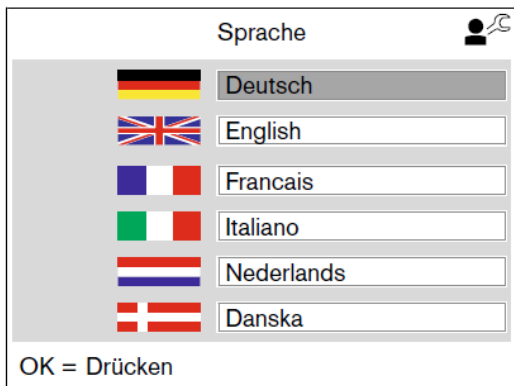 Sprache
Deutsch
English
Francais
Italiano
Nederlands
Danska
OK = Drücken